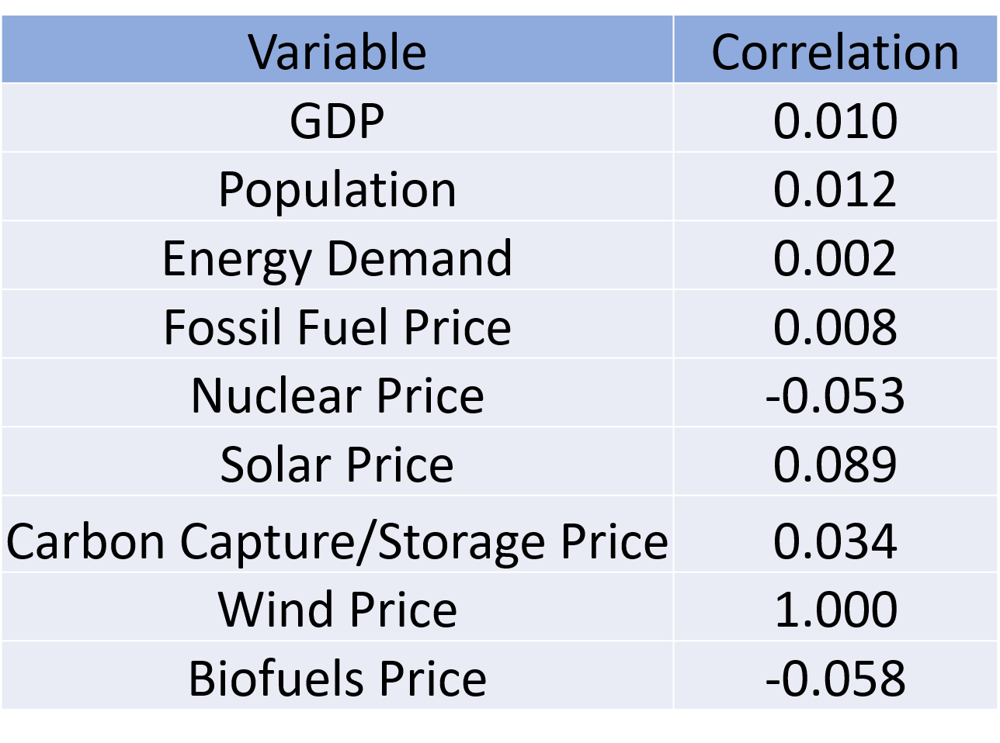 Variable Correlation
GDP 0.010
Population 0.012
Energy Demand 0.002
Fossil Fuel Price 0.008
Nuclear Price -0.053
Solar Price 0.089
Carbon Capture/Storage Price 0.034
Wind Price 1.000
Biofuels Price -0.058